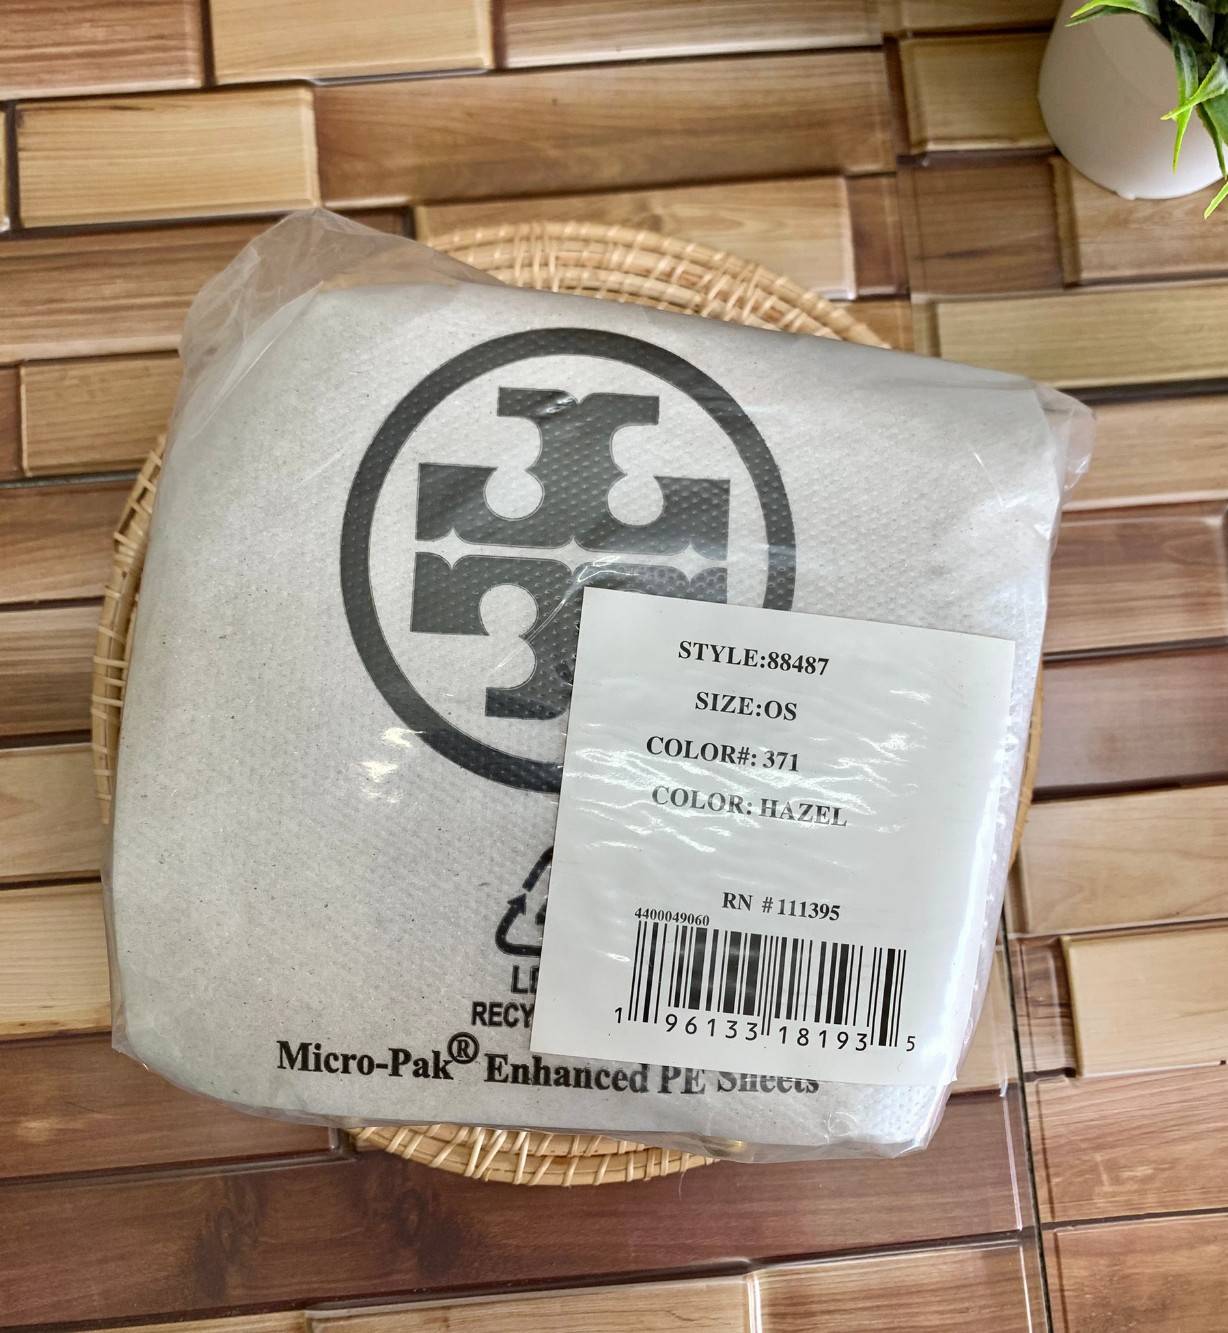 STYLE:88487
SIZE:OS
COLOR#: 371
COLOR: HAZEL
RN #111395
4400049060
1 96133 18193 5
Micro-Pak® Enhanced PE Sheets